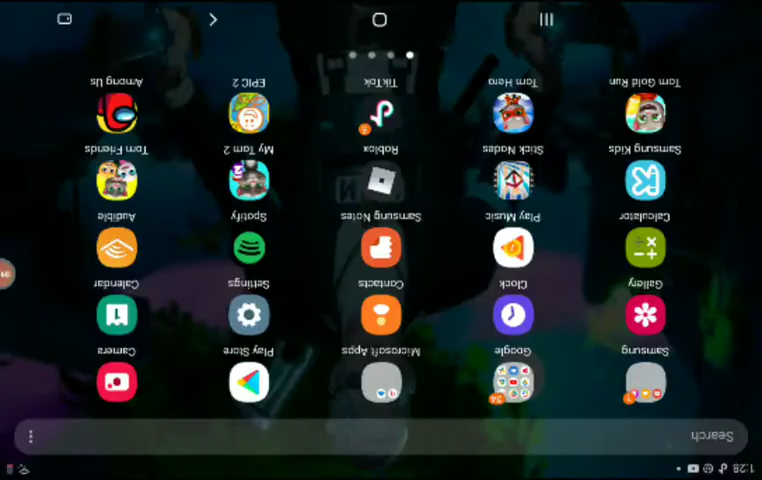 1:28
Search
Samsung
Google
Microsoft Apps
Play Store
Camera
Gallery
Clock
Contacts
Settings
Calendar
Calculator
Play Music
Samsung Notes
Spotify
Audible
Samsung Kids
Stick Nodes
Roblox
My Tom 2
Tom Friends
Tom Gold Run
Tom Hero
TikTok
EPIC 2
Among Us